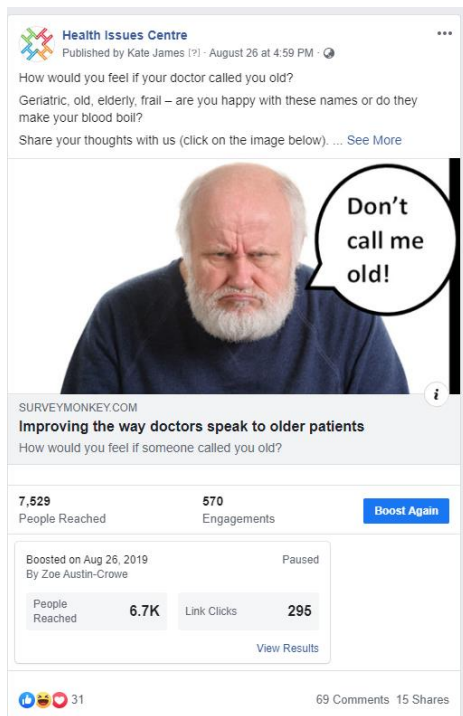 Health Issues Centre
Published by Kate James [?] · August 26 at 4:59 PM ·
How would you feel if your doctor called you old?
Geriatric, old, elderly, frail – are you happy with these names or do they
make your blood boil?
Share your thoughts with us (click on the image below). ... See More
Don't
call me
old!
i
SURVEYMONKEY.COM
Improving the way doctors speak to older patients
How would you feel if someone called you old?
7,529
People Reached
570
Engagements
Boost Again
Boosted on Aug 26, 2019
By Zoe Austin-Crowe
Paused
People
Reached
6.7K
Link Clicks
295
View Results
31
69 Comments 15 Shares